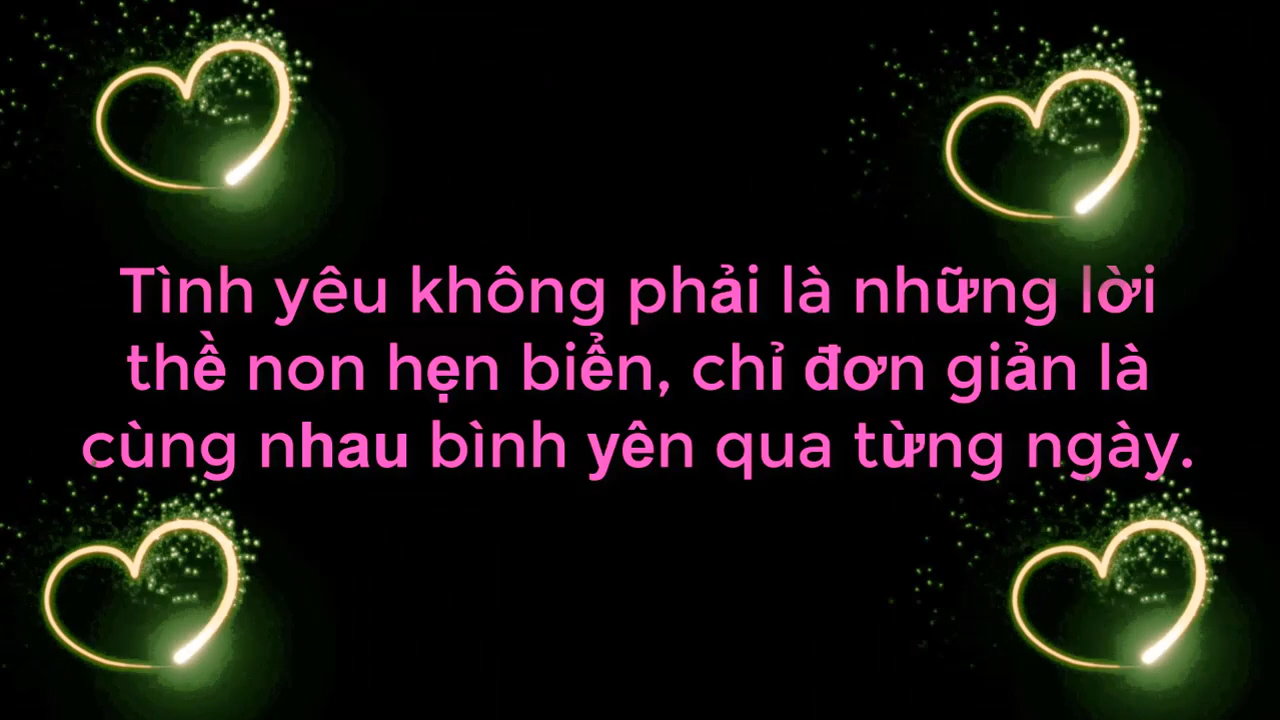 Tình yêu không phải là những lời
thề non hẹn biển, chỉ đơn giản là
cùng nhau bình yên qua từng ngày.